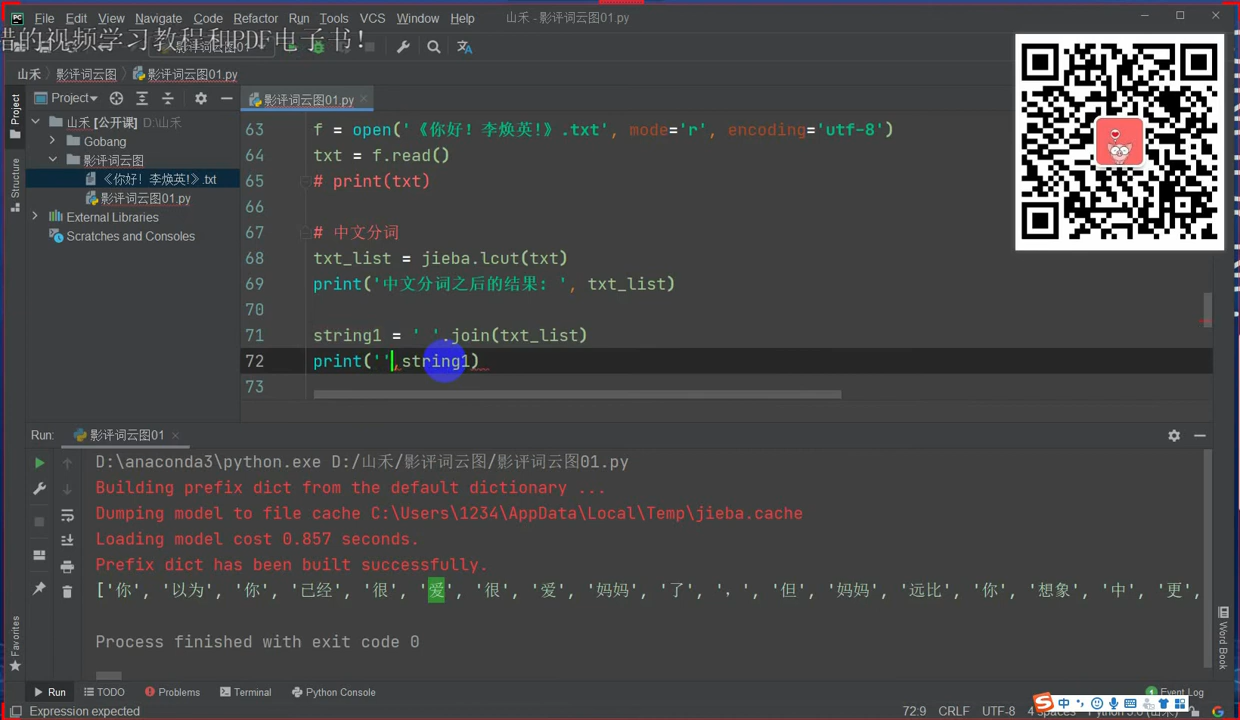 File Edit View Navigate Code Refactor Run Tools VCS Window Help 山禾 - 影评词云图01.py
的视频学习教程和PDF电子书!
山禾 影评词云图 影评词云图01.py
Project
影评词云图01.py
Project
山禾 [公开课] D:\山禾
Gobang
影评词云图
《你好! 李焕英!》.txt
影评词云图01.py
External Libraries
Scratches and Consoles
Structure
63 f = open('《你好! 李焕英!》.txt', mode='r', encoding='utf-8')
64 txt = f.read()
65 # print(txt)
66
67 # 中文分词
68 txt_list = jieba.lcut(txt)
69 print('中文分词之后的结果: ', txt_list)
70
71 string1 = ' '.join(txt_list)
72 print('',string1)
73
Run: 影评词云图01
D:\anaconda3\python.exe D:/山禾/影评词云图/影评词云图01.py
Building prefix dict from the default dictionary ...
Dumping model to file cache C:\Users\1234\AppData\Local\Temp\jieba.cache
Loading model cost 0.857 seconds.
Prefix dict has been built successfully.
['你', '以为', '你', '已经', '很', '爱', '很', '爱', '妈妈', '了', ',', '但', '妈妈', '远比', '你', '想象', '中', '更',
Process finished with exit code 0
Favorites
Word Book
Run TODO Problems Terminal Python Console Event Log
Expression expected 72:9 CRLF UTF-8 4 spaces
中